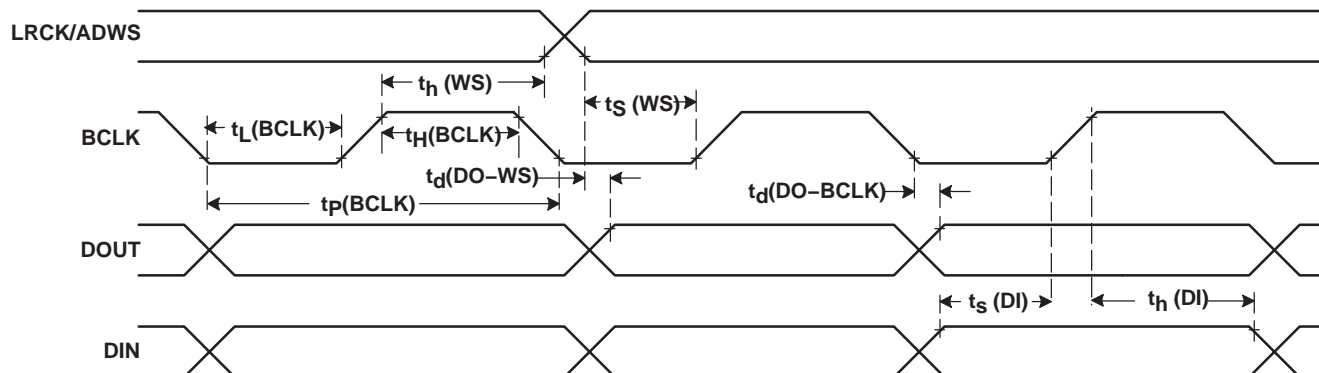 LRCK/ADWS
th (WS)
tS (WS)
BCLK
tL(BCLK)
tH(BCLK)
td(DO−WS)
td(DO−BCLK)
tP(BCLK)
DOUT
ts (DI)
th (DI)
DIN